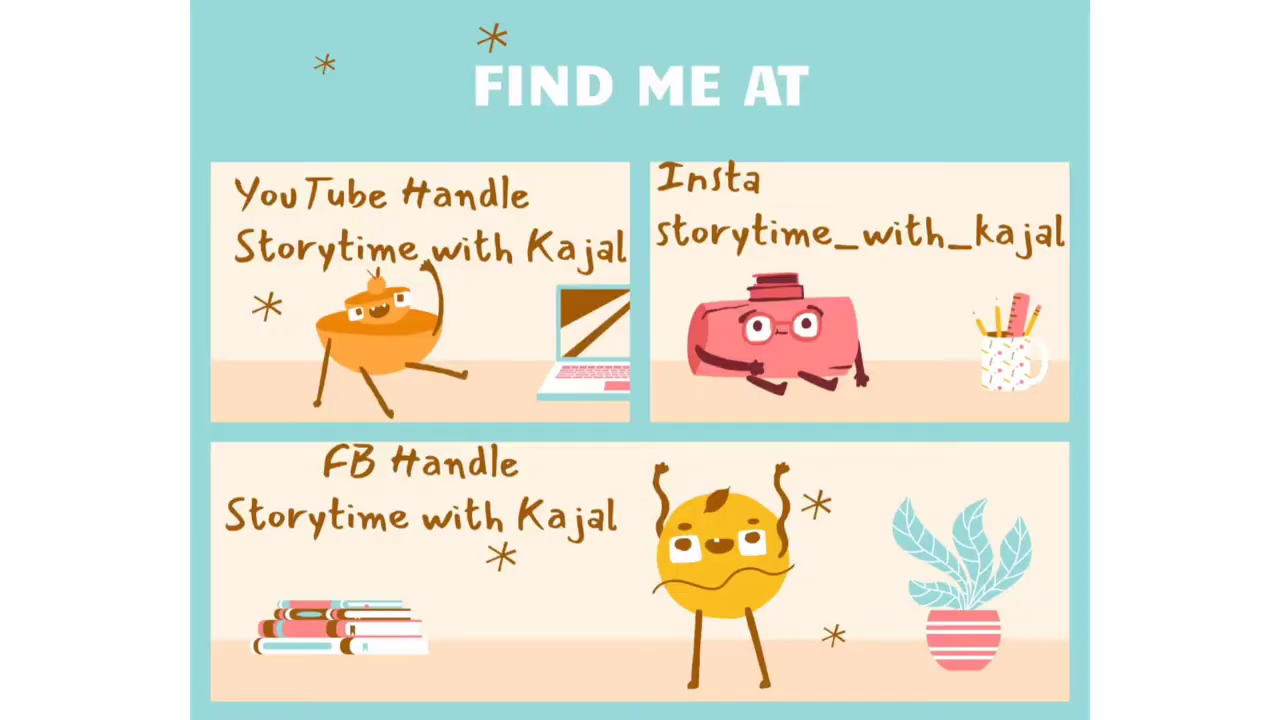 FIND ME AT
YouTube Handle
Storytime with Kajal
Insta
storytime_with_kajal
FB Handle
Storytime with Kajal